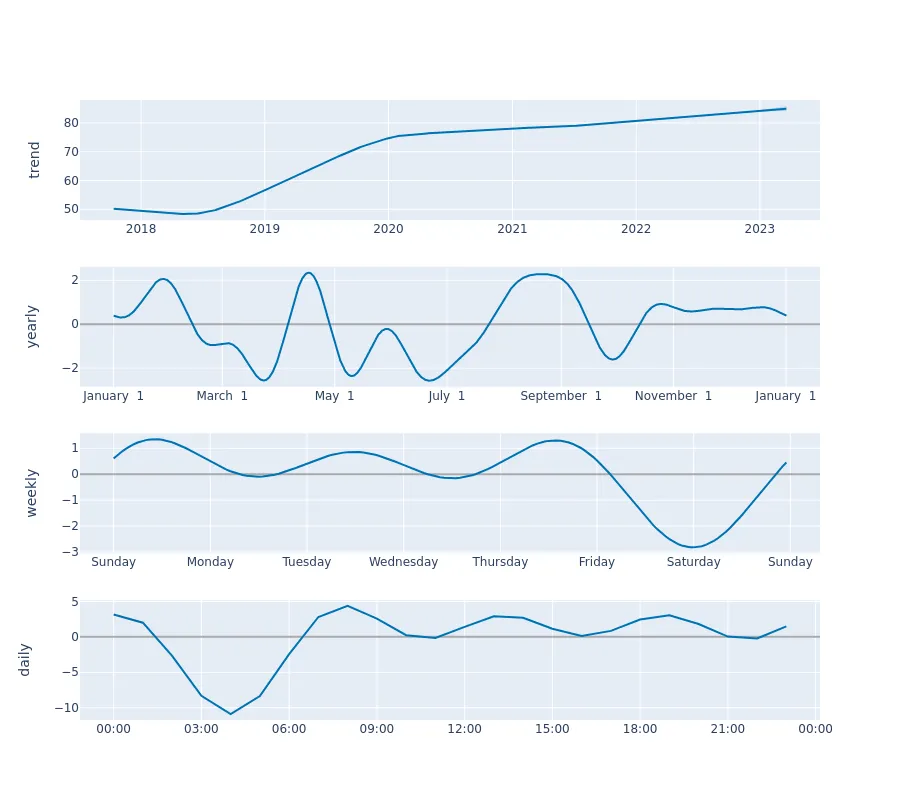 trend
80
70
60
50
2018 2019 2020 2021 2022 2023
yearly
2
0
−2
January 1 March 1 May 1 July 1 September 1 November 1 January 1
weekly
1
0
−1
−2
−3
Sunday Monday Tuesday Wednesday Thursday Friday Saturday Sunday
daily
5
0
−5
−10
00:00 03:00 06:00 09:00 12:00 15:00 18:00 21:00 00:00